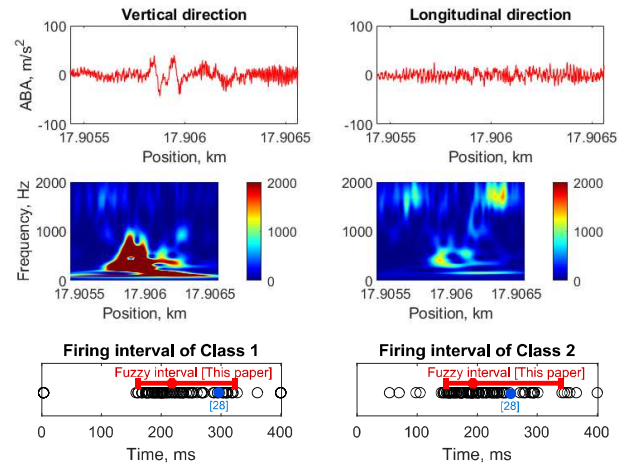 Vertical direction
Longitudinal direction
ABA, m/s²
100
0
-100
17.9055 17.906 17.9065
Position, km
100
0
-100
17.9055 17.906 17.9065
Position, km
Frequency, Hz
2000
1000
0
17.9055 17.906 17.9065
Position, km
2000
1000
0
2000
1000
0
17.9055 17.906 17.9065
Position, km
2000
1000
0
Firing interval of Class 1
Fuzzy interval [This paper]
[28]
0 100 200 300 400
Time, ms
Firing interval of Class 2
Fuzzy interval [This paper]
[28]
0 100 200 300 400
Time, ms